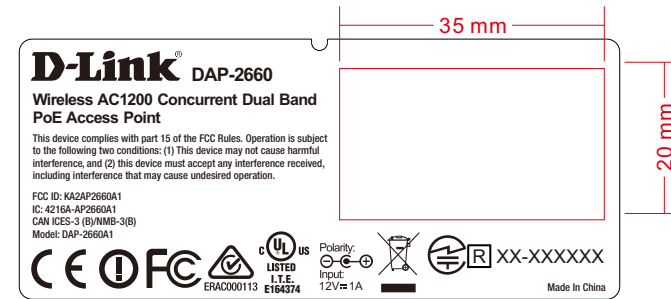 35 mm
D-Link® DAP-2660
Wireless AC1200 Concurrent Dual Band
PoE Access Point
This device complies with part 15 of the FCC Rules. Operation is subject
to the following two conditions: (1) This device may not cause harmful
interference, and (2) this device must accept any interference received,
including interference that may cause undesired operation.
20 mm
FCC ID: KA2AP2660A1
IC: 4216A-AP2660A1
CAN ICES-3 (B)/NMB-3(B)
Model: DAP-2660A1
CE FC
ERAC000113
C UL US
LISTED
I.T.E.
E164374
Polarity:
Input:
12V⎓1A
R XX-XXXXXX
Made In China